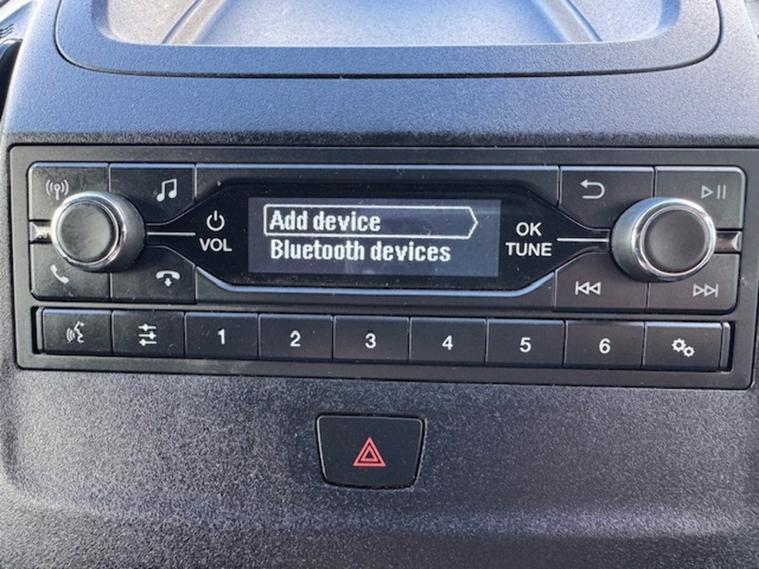 Add device
Bluetooth devices
VOL
OK
TUNE
1 2 3 4 5 6